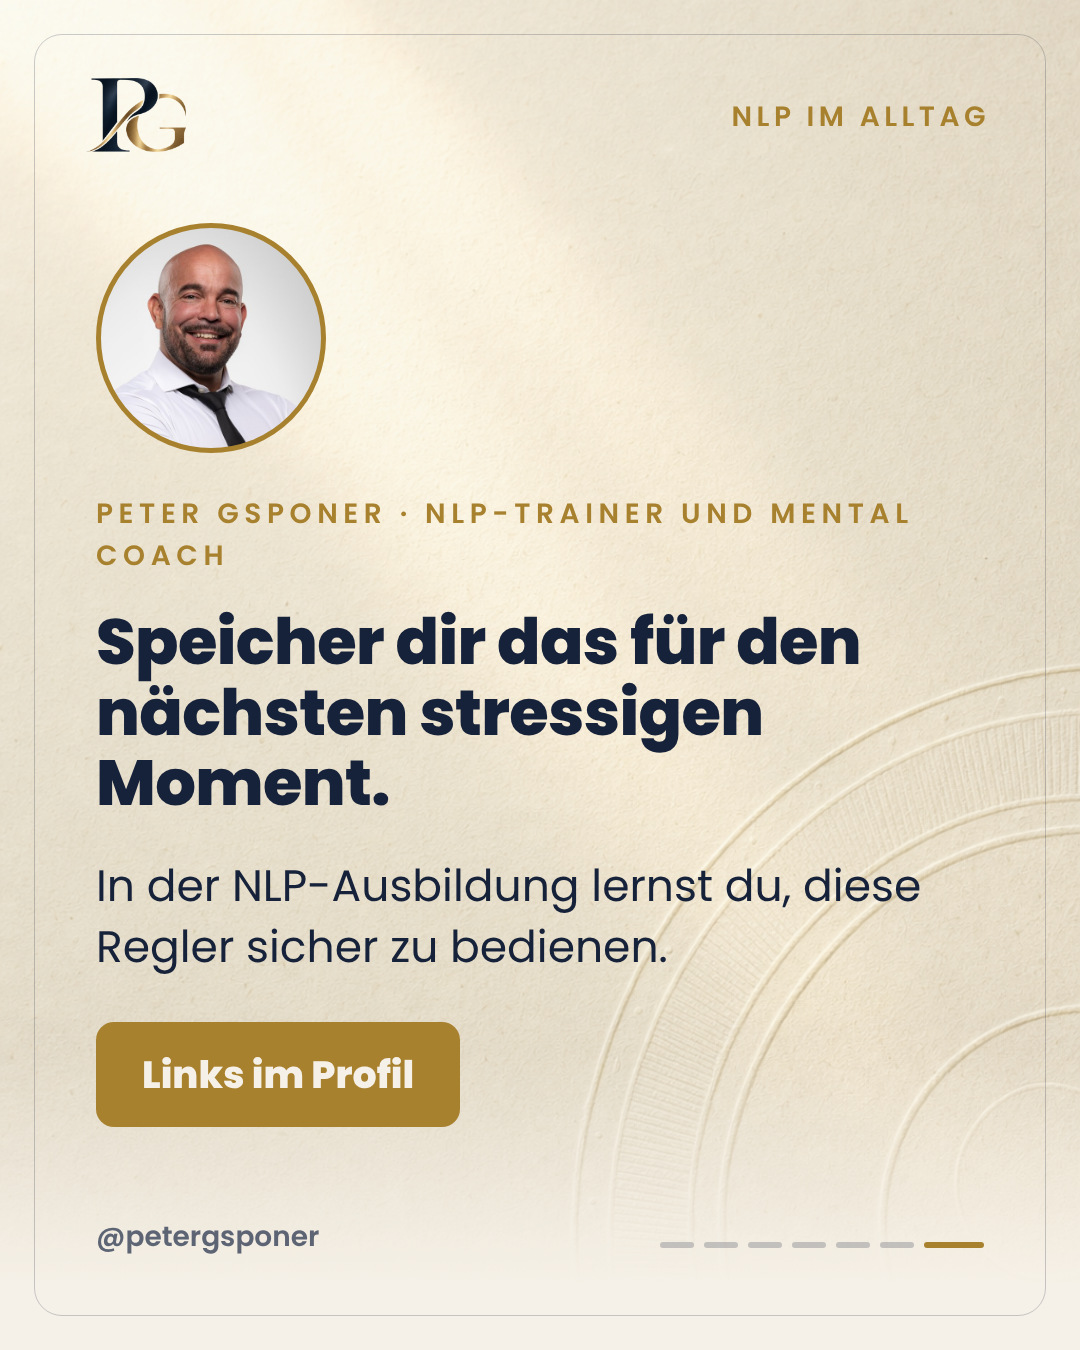 PG
NLP IM ALLTAG
PETER GSPONER · NLP-TRAINER UND MENTAL
COACH
Speicher dir das für den
nächsten stressigen
Moment.
In der NLP-Ausbildung lernst du, diese
Regler sicher zu bedienen.
Links im Profil
@petergsponer